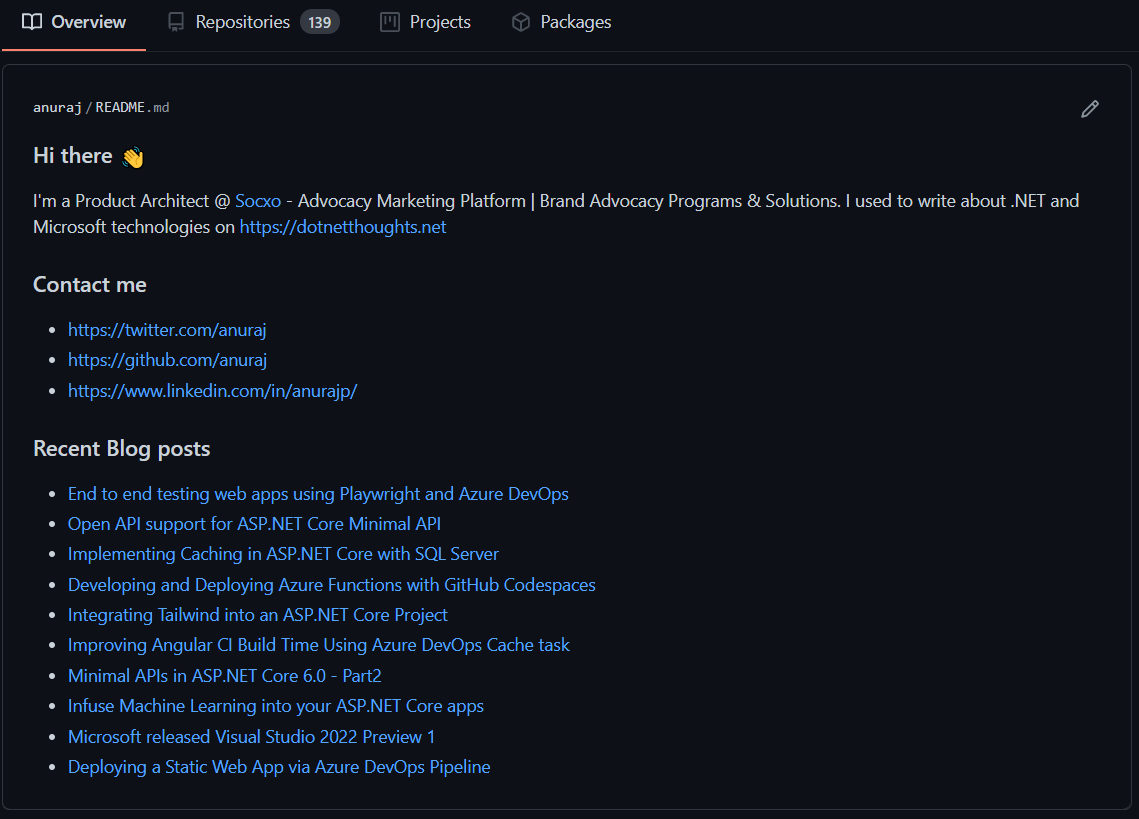 Overview Repositories 139 Projects Packages
anuraj/README.md
Hi there 👋
I'm a Product Architect @ Socxo - Advocacy Marketing Platform | Brand Advocacy Programs & Solutions. I used to write about .NET and
Microsoft technologies on https://dotnetthoughts.net
Contact me
https://twitter.com/anuraj
https://github.com/anuraj
https://www.linkedin.com/in/anurajp/
Recent Blog posts
End to end testing web apps using Playwright and Azure DevOps
Open API support for ASP.NET Core Minimal API
Implementing Caching in ASP.NET Core with SQL Server
Developing and Deploying Azure Functions with GitHub Codespaces
Integrating Tailwind into an ASP.NET Core Project
Improving Angular CI Build Time Using Azure DevOps Cache task
Minimal APIs in ASP.NET Core 6.0 - Part2
Infuse Machine Learning into your ASP.NET Core apps
Microsoft released Visual Studio 2022 Preview 1
Deploying a Static Web App via Azure DevOps Pipeline